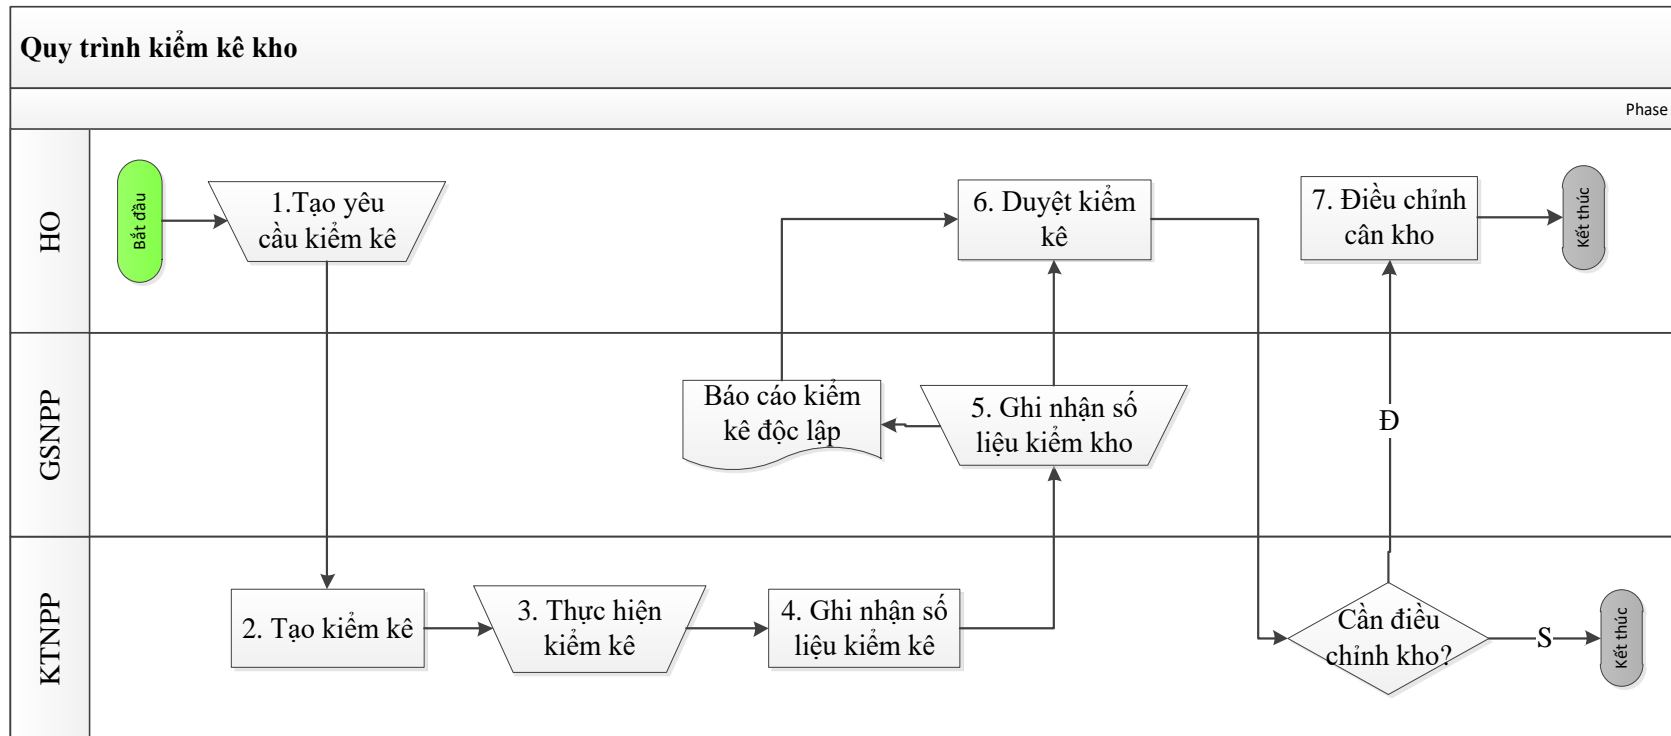 Quy trình kiểm kê kho
Phase
HO
Bắt đầu
1.Tạo yêu
cầu kiểm kê
6. Duyệt kiểm
kê
7. Điều chỉnh
cân kho
Kết thúc
GSNPP
Báo cáo kiểm
kê độc lập
5. Ghi nhận số
liệu kiểm kho
Đ
KTNPP
2. Tạo kiểm kê
3. Thực hiện
kiểm kê
4. Ghi nhận số
liệu kiểm kê
Cần điều
chỉnh kho?
S
Kết thúc